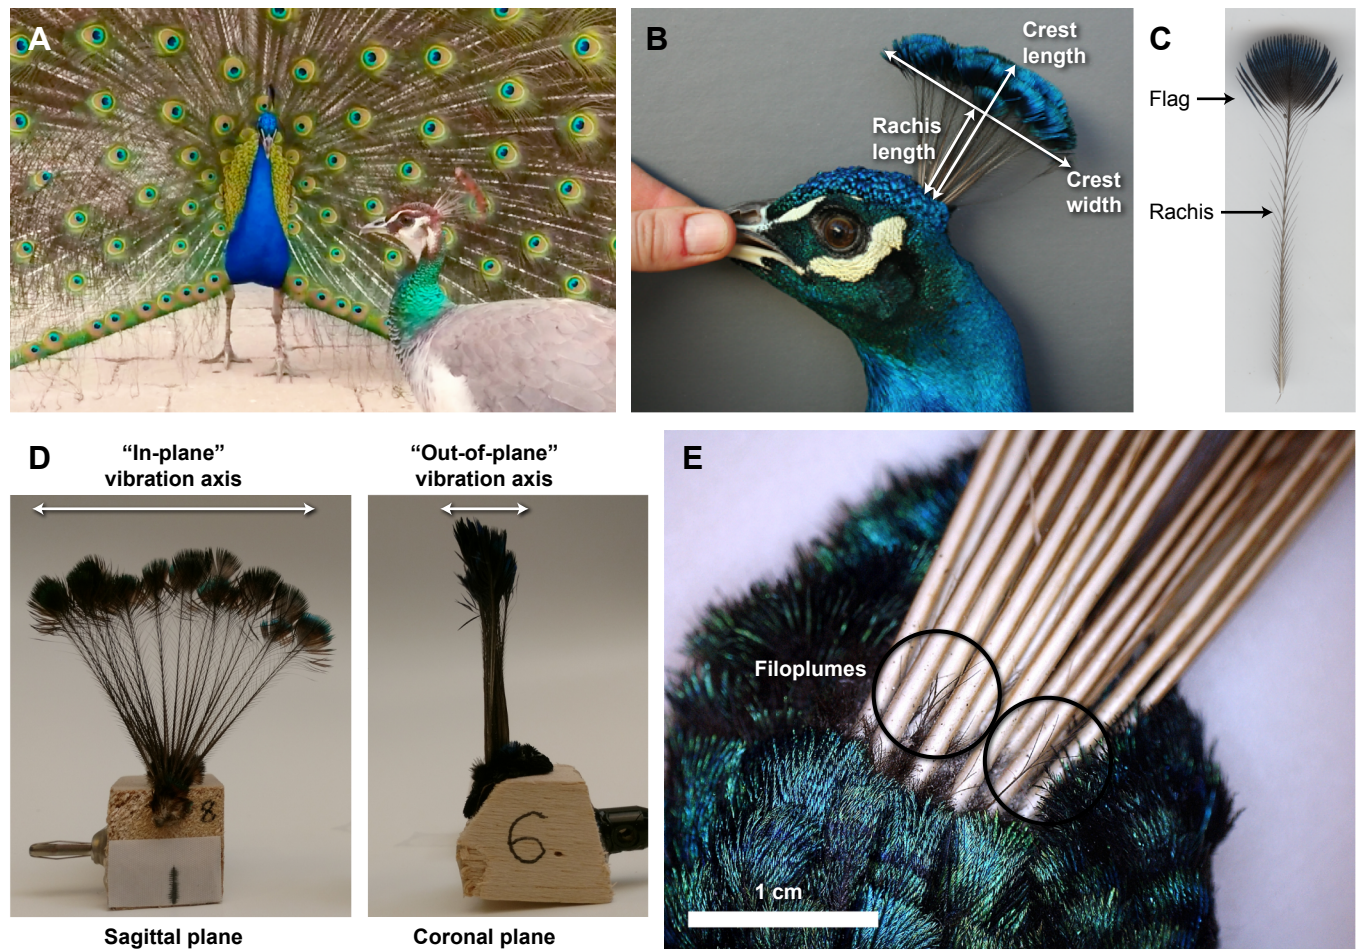 A
B
Crest
length
Rachis
length
Crest
width
C
Flag
Rachis
D
“In-plane”
vibration axis
“Out-of-plane”
vibration axis
8
1
6
Sagittal plane
Coronal plane
E
Filoplumes
1 cm